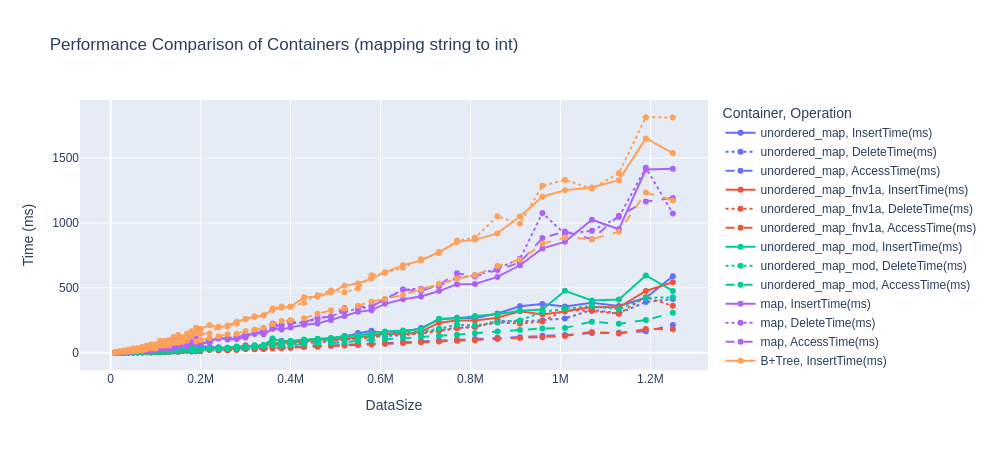 Performance Comparison of Containers (mapping string to int)
Container, Operation
unordered_map, InsertTime(ms)
unordered_map, DeleteTime(ms)
unordered_map, AccessTime(ms)
unordered_map_fnv1a, InsertTime(ms)
unordered_map_fnv1a, DeleteTime(ms)
unordered_map_fnv1a, AccessTime(ms)
unordered_map_mod, InsertTime(ms)
unordered_map_mod, DeleteTime(ms)
unordered_map_mod, AccessTime(ms)
map, InsertTime(ms)
map, DeleteTime(ms)
map, AccessTime(ms)
B+Tree, InsertTime(ms)
Time (ms)
1500
1000
500
0
0 0.2M 0.4M 0.6M 0.8M 1M 1.2M
DataSize